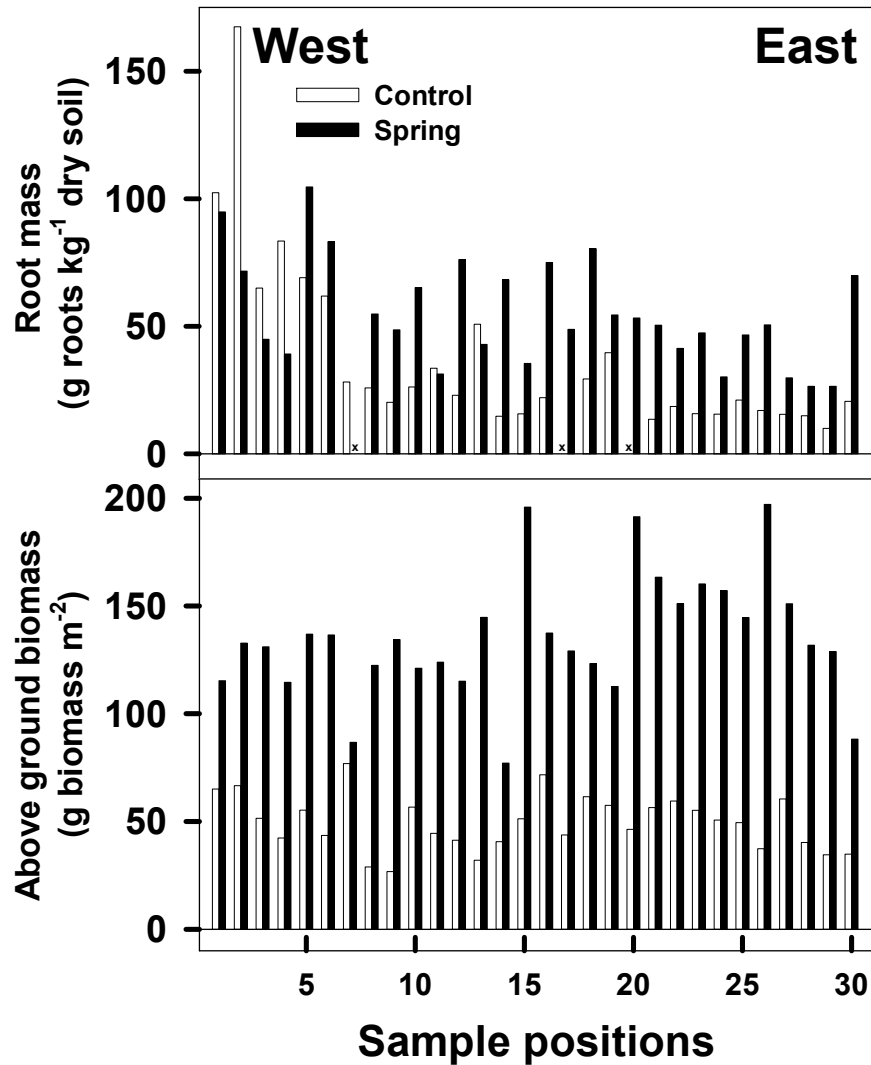 West East
Control
Spring
Root mass
(g roots kg⁻¹ dry soil)
150
100
50
0
x x x
Above ground biomass
(g biomass m⁻²)
200
150
100
50
0
5 10 15 20 25 30
Sample positions